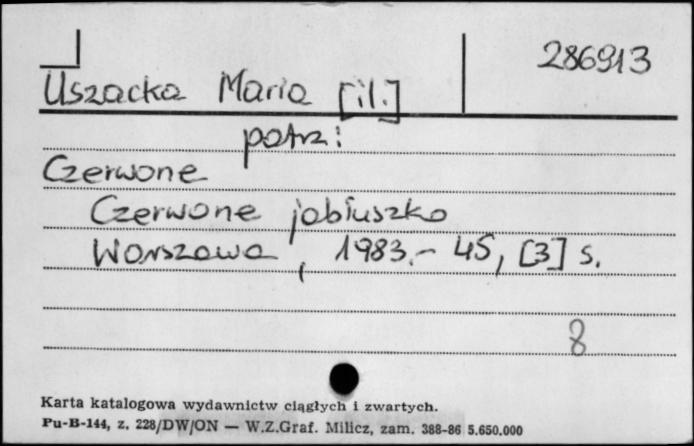 286913
Uszacka Maria [il.]
patrz:
Czerwone
Czerwone jabłuszko
Warszawa, 1983.- 45, [3] s.
8
Karta katalogowa wydawnictw ciągłych i zwartych.
Pu-B-144, z. 228/DW/ON — W.Z.Graf. Milicz, zam. 388-86 5.650.000